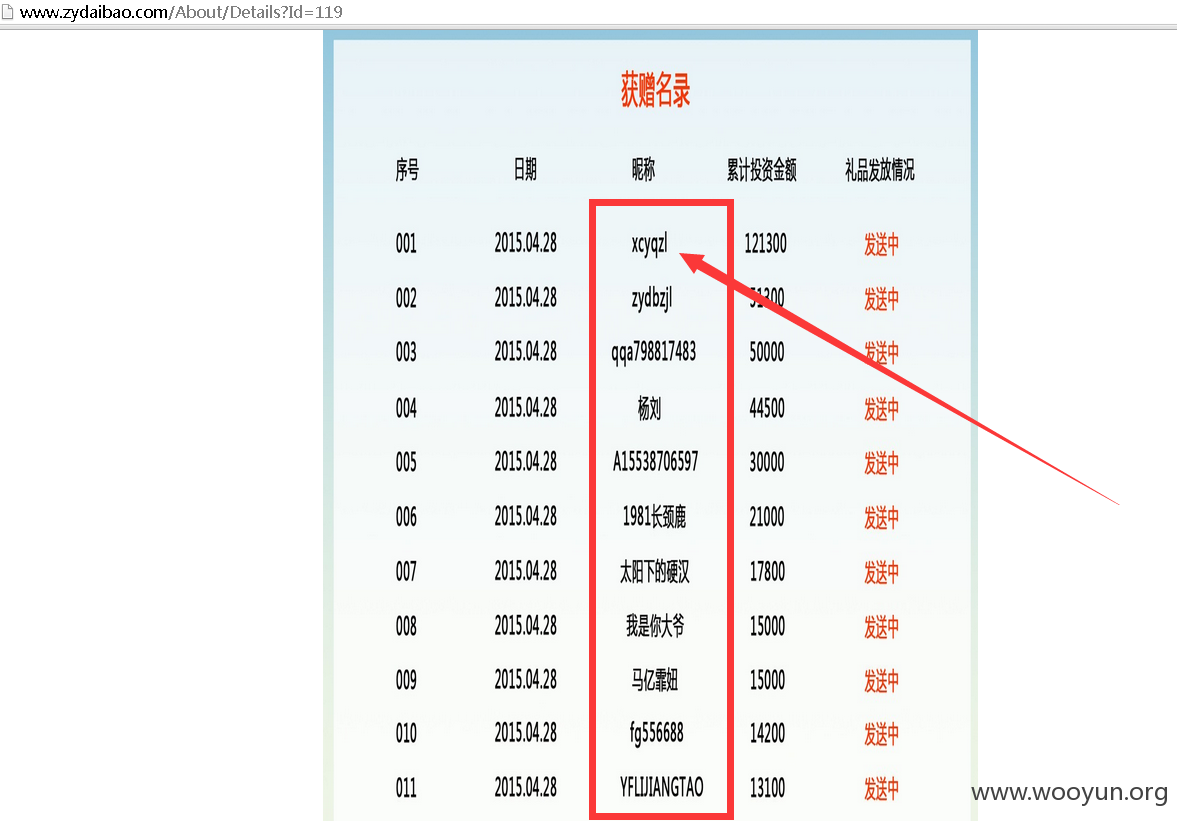 www.zydaibao.com/About/Details?Id=119
获赠名录
序号 日期 昵称 累计投资金额 礼品发放情况
001 2015.04.28 xcyqzl 121300 发送中
002 2015.04.28 zydbzjl 51300 发送中
003 2015.04.28 qqa798817483 50000 发送中
004 2015.04.28 杨刘 44500 发送中
005 2015.04.28 A15538706597 30000 发送中
006 2015.04.28 1981长颈鹿 21000 发送中
007 2015.04.28 太阳下的硬汉 17800 发送中
008 2015.04.28 我是你大爷 15000 发送中
009 2015.04.28 马亿霏妞 15000 发送中
010 2015.04.28 fg556688 14200 发送中
011 2015.04.28 YFLIJIANGTAO 13100 发送中
www.wooyun.org